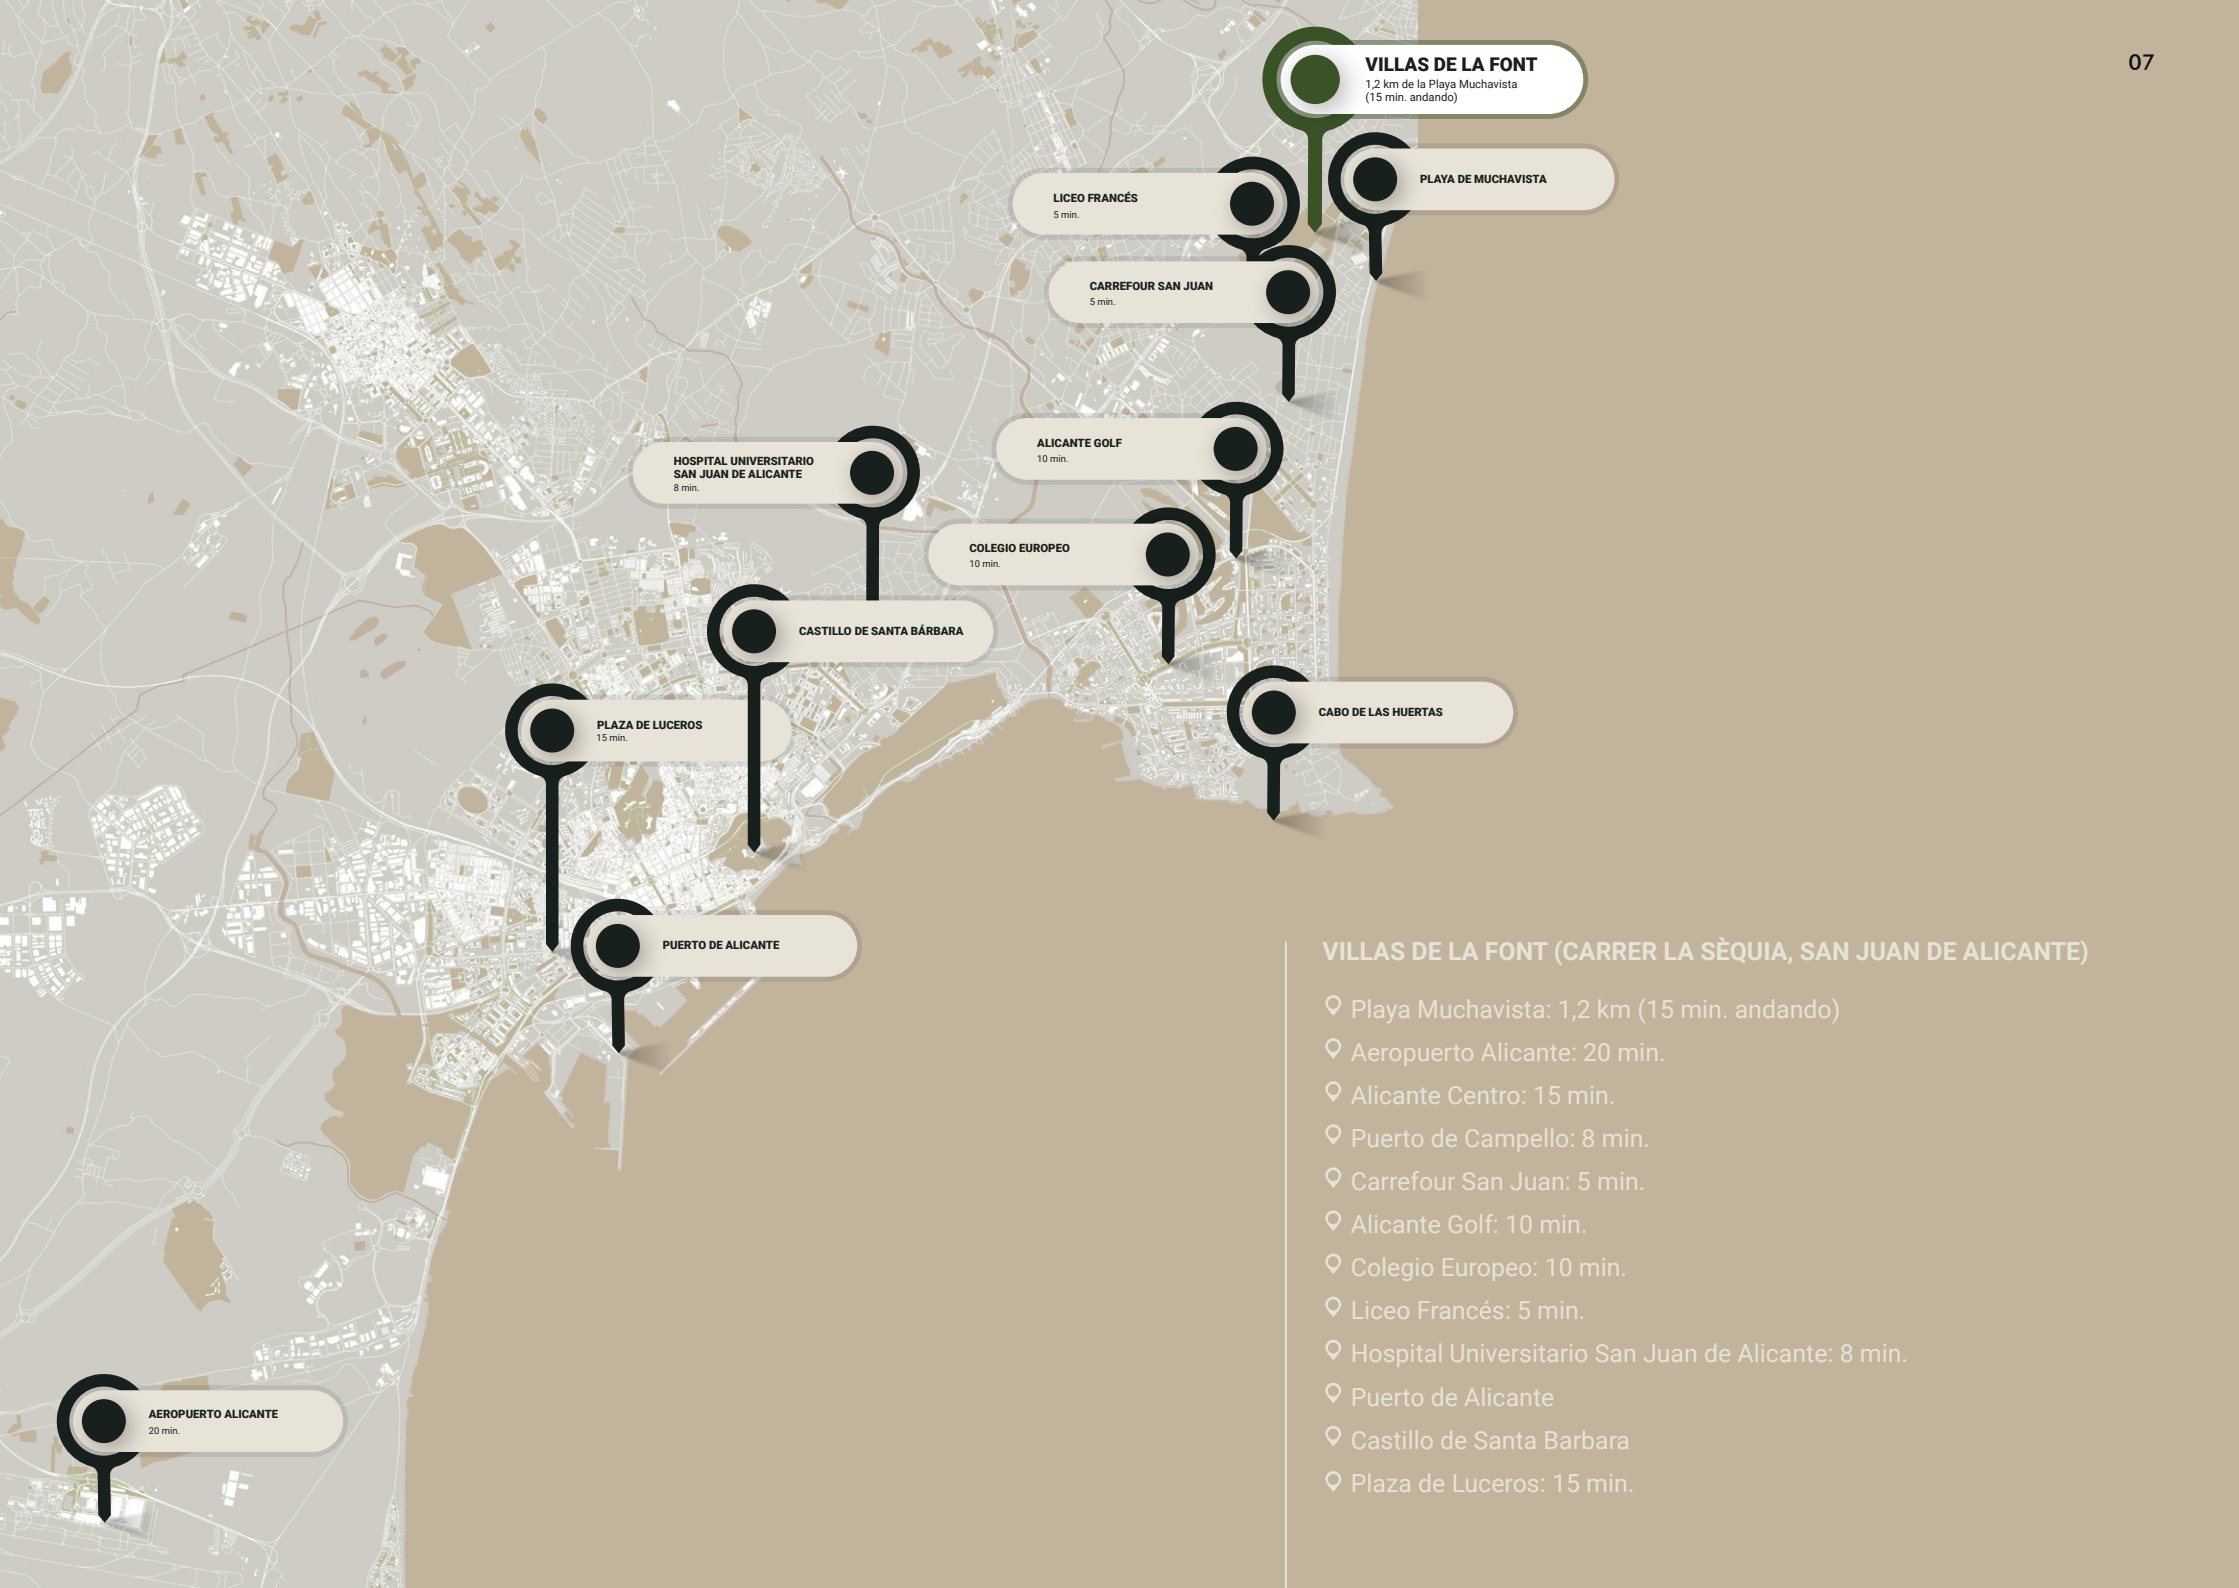 07
VILLAS DE LA FONT
1,2 km de la Playa Muchavista
(15 min. andando)
PLAYA DE MUCHAVISTA
LICEO FRANCÉS
5 min.
CARREFOUR SAN JUAN
5 min.
ALICANTE GOLF
10 min.
HOSPITAL UNIVERSITARIO
SAN JUAN DE ALICANTE
8 min.
COLEGIO EUROPEO
10 min.
CASTILLO DE SANTA BÁRBARA
CABO DE LAS HUERTAS
PLAZA DE LUCEROS
15 min.
PUERTO DE ALICANTE
AEROPUERTO ALICANTE
20 min.
VILLAS DE LA FONT (CARRER LA SÈQUIA, SAN JUAN DE ALICANTE)
Playa Muchavista: 1,2 km (15 min. andando)
Aeropuerto Alicante: 20 min.
Alicante Centro: 15 min.
Puerto de Campello: 8 min.
Carrefour San Juan: 5 min.
Alicante Golf: 10 min.
Colegio Europeo: 10 min.
Liceo Francés: 5 min.
Hospital Universitario San Juan de Alicante: 8 min.
Puerto de Alicante
Castillo de Santa Barbara
Plaza de Luceros: 15 min.